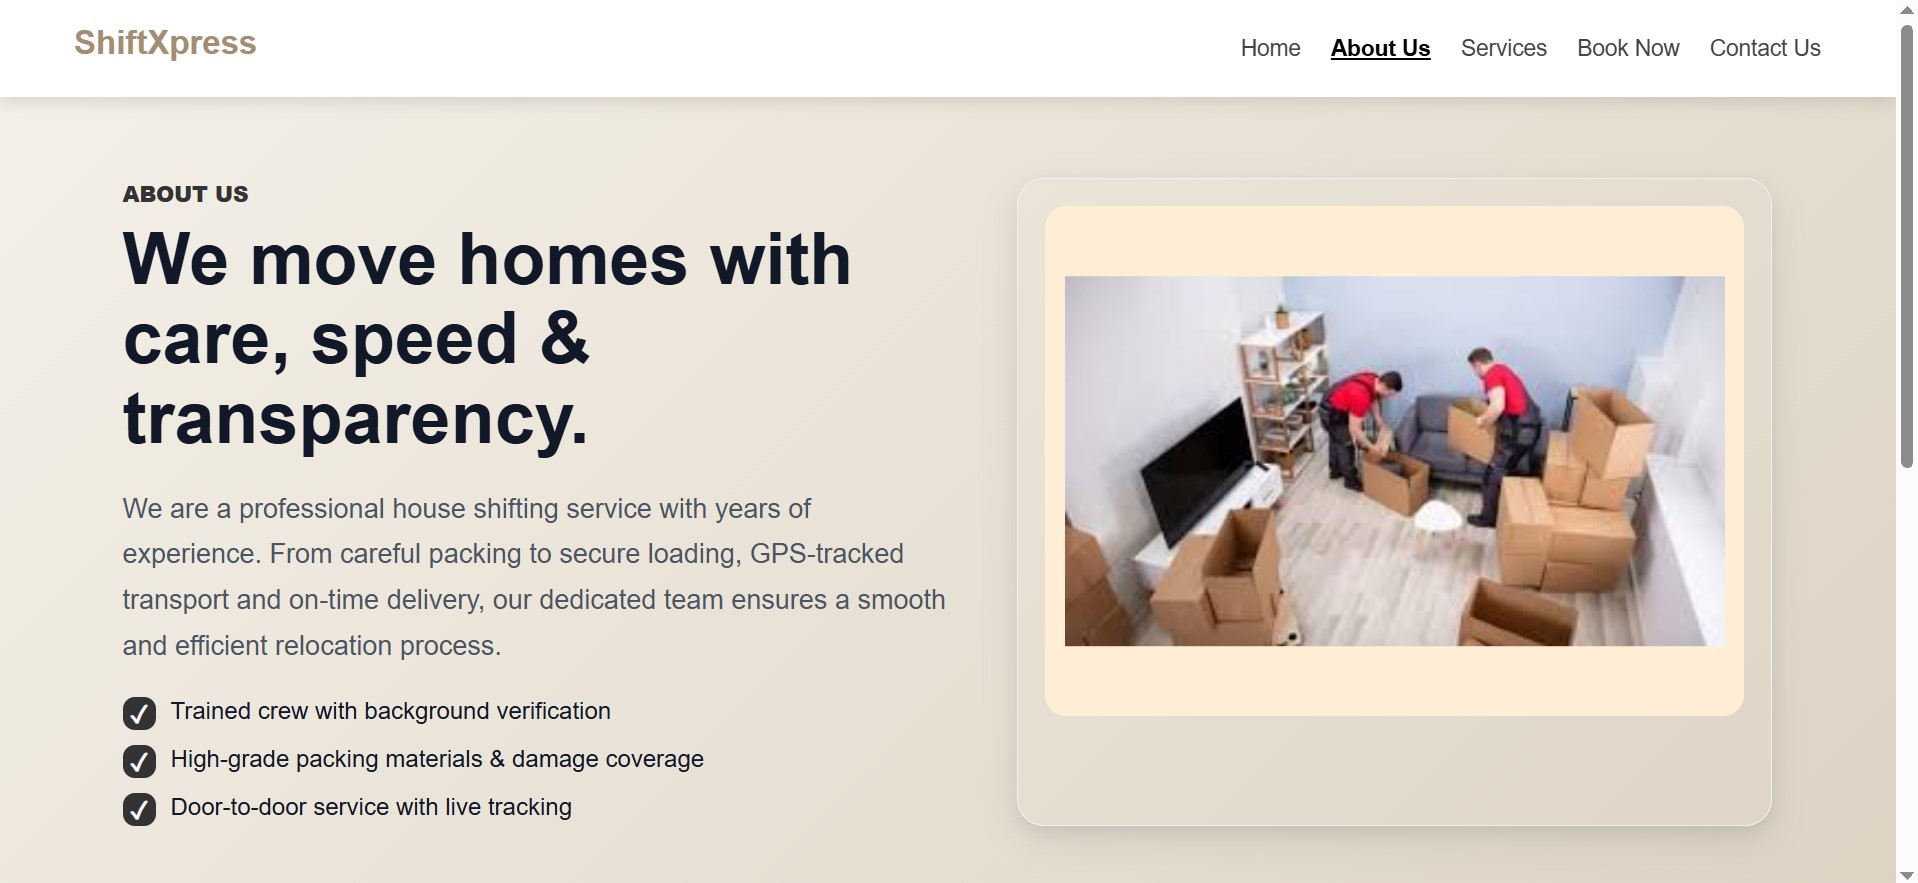 ShiftXpress
Home About Us Services Book Now Contact Us
ABOUT US
We move homes with
care, speed &
transparency.
We are a professional house shifting service with years of
experience. From careful packing to secure loading, GPS-tracked
transport and on-time delivery, our dedicated team ensures a smooth
and efficient relocation process.
Trained crew with background verification
High-grade packing materials & damage coverage
Door-to-door service with live tracking